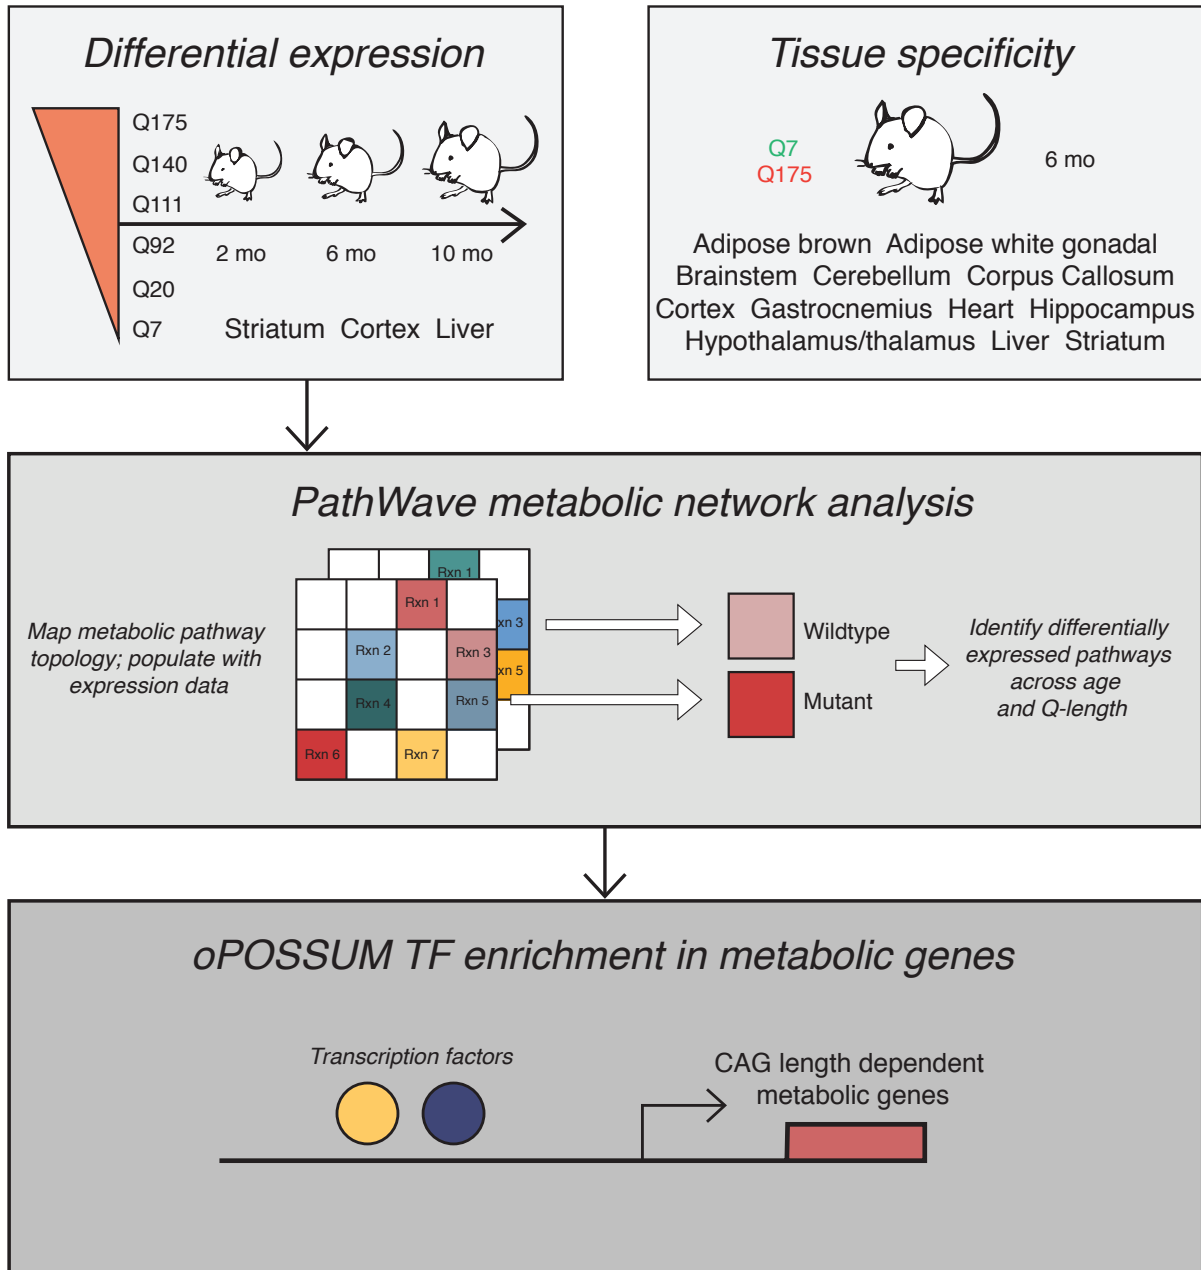 Differential expression
Q175
Q140
Q111
Q92
Q20
Q7
2 mo 6 mo 10 mo
Striatum Cortex Liver
Tissue specificity
Q7
Q175
6 mo
Adipose brown Adipose white gonadal
Brainstem Cerebellum Corpus Callosum
Cortex Gastrocnemius Heart Hippocampus
Hypothalamus/thalamus Liver Striatum
PathWave metabolic network analysis
Map metabolic pathway
topology; populate with
expression data
Rxn 1
Rxn 1
xn 3
Rxn 2 Rxn 3
xn 5
Rxn 4 Rxn 5
Rxn 6 Rxn 7
Wildtype
Mutant
Identify differentially
expressed pathways
across age
and Q-length
oPOSSUM TF enrichment in metabolic genes
Transcription factors
CAG length dependent
metabolic genes